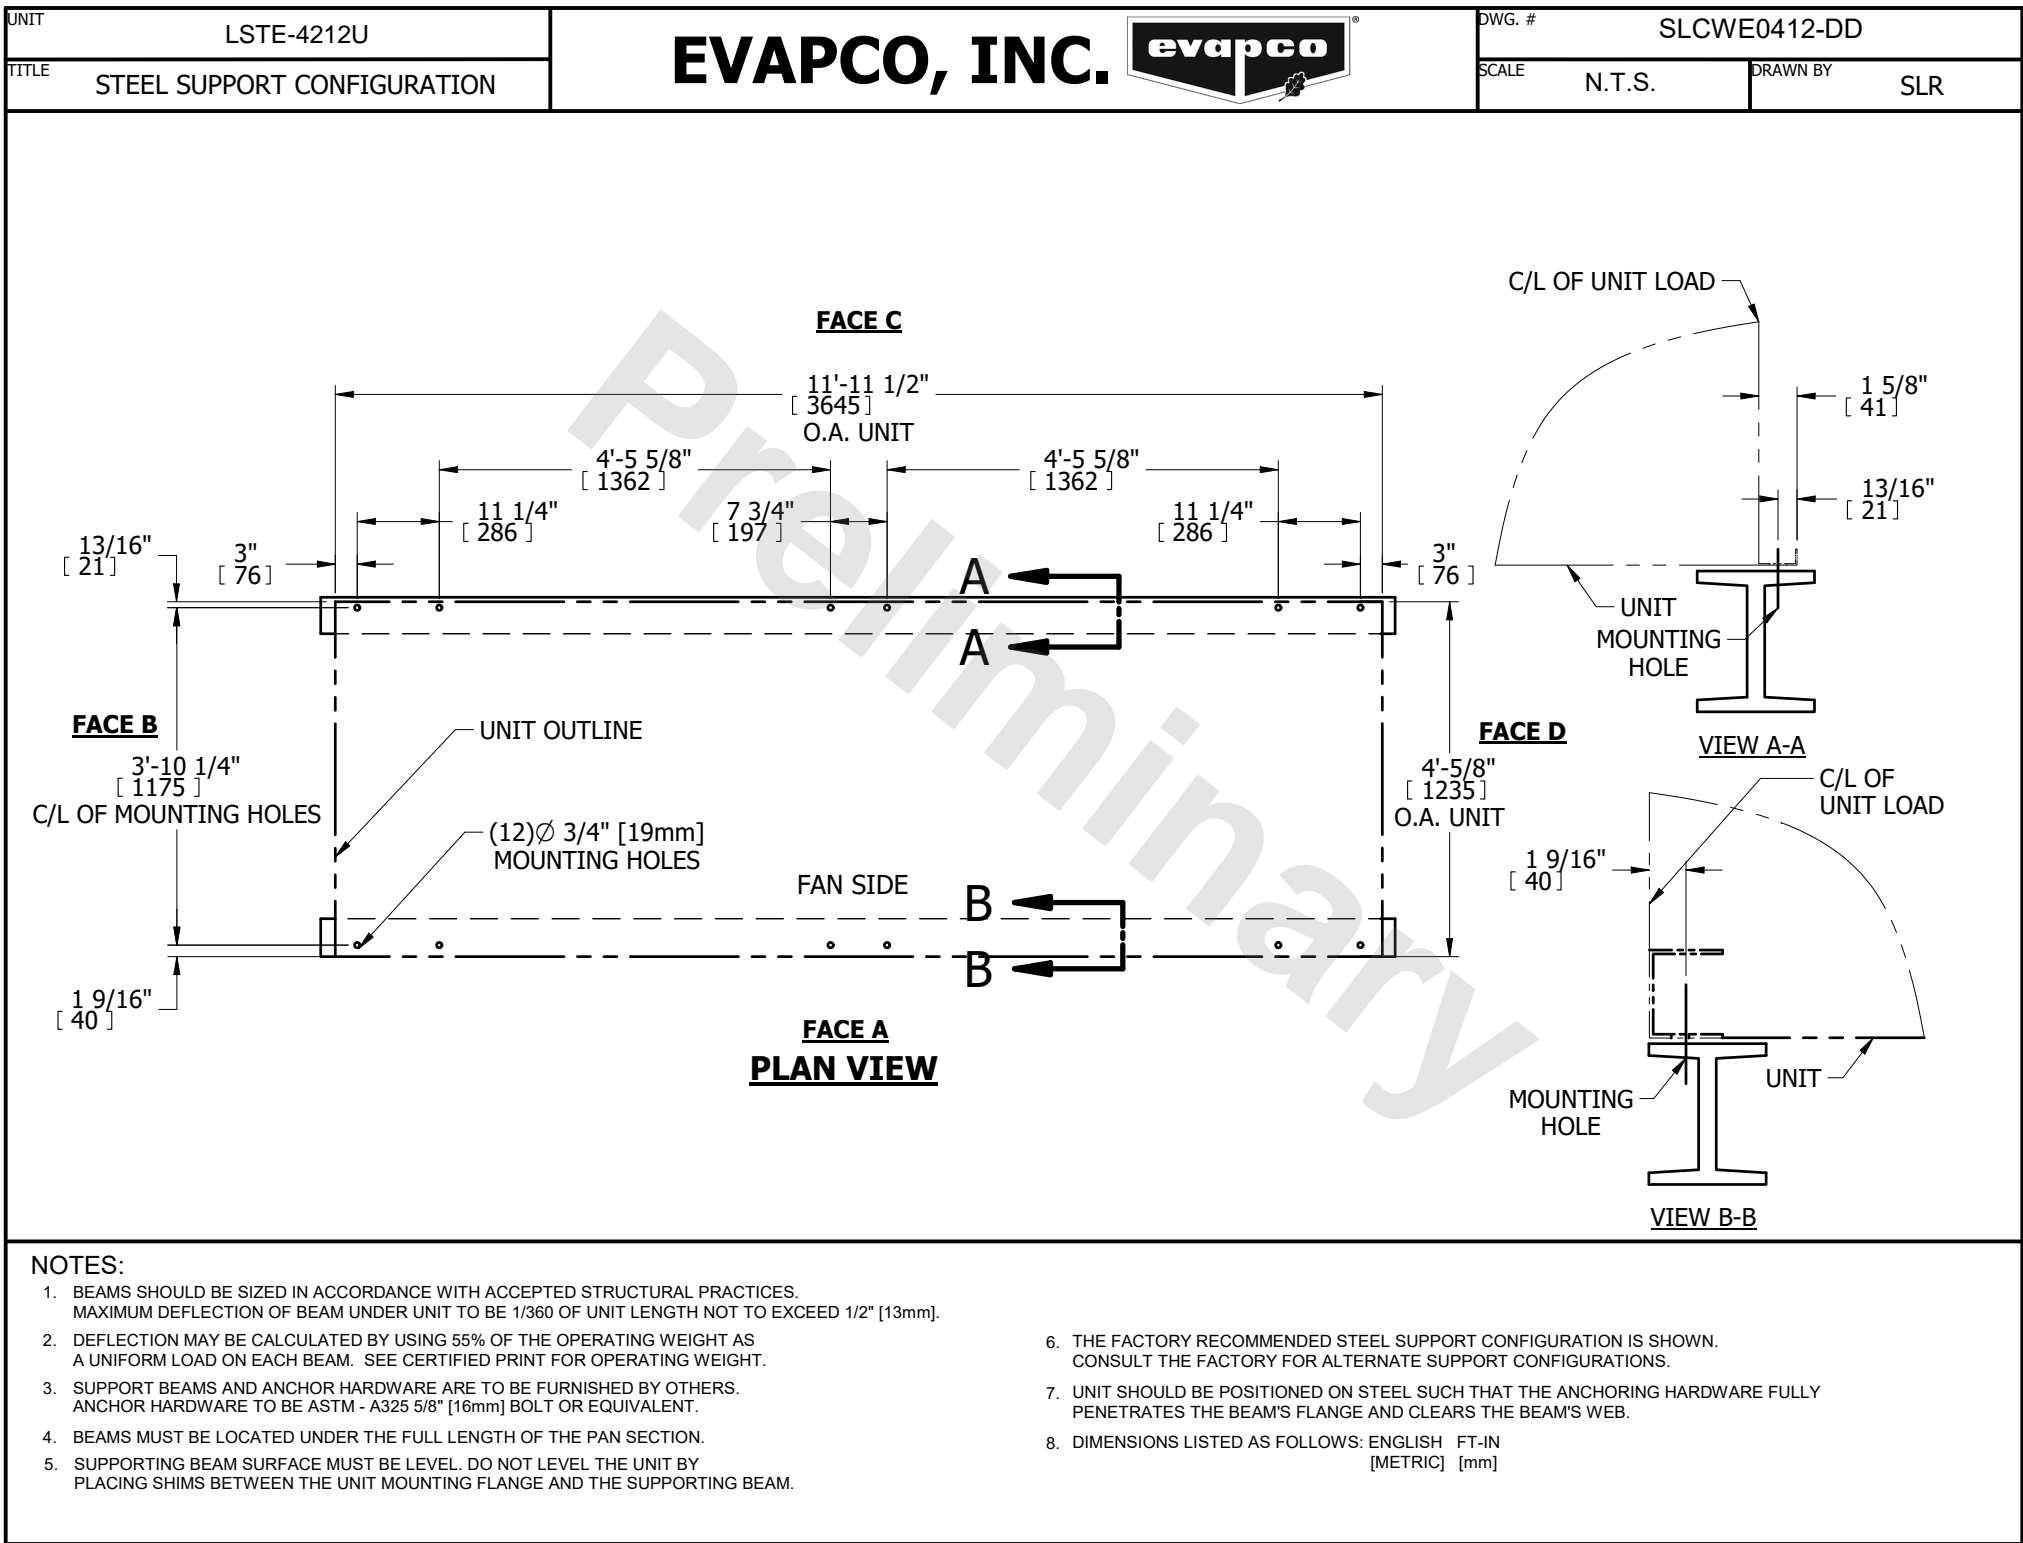 UNIT
LSTE-4212U
TITLE
STEEL SUPPORT CONFIGURATION
EVAPCO, INC.
evapco
®
DWG. #
SLCWE0412-DD
SCALE
N.T.S.
DRAWN BY
SLR
Preliminary
FACE C
11'-11 1/2"
[ 3645 ]
O.A. UNIT
4'-5 5/8"
[ 1362 ]
4'-5 5/8"
[ 1362 ]
11 1/4"
[ 286 ]
7 3/4"
[ 197 ]
11 1/4"
[ 286 ]
13/16"
[ 21 ]
3"
[ 76 ]
3"
[ 76 ]
A
A
FACE B
3'-10 1/4"
[ 1175 ]
C/L OF MOUNTING HOLES
UNIT OUTLINE
(12)∅ 3/4" [19mm]
MOUNTING HOLES
FAN SIDE
B
B
FACE D
4'-5/8"
[ 1235 ]
O.A. UNIT
1 9/16"
[ 40 ]
FACE A
PLAN VIEW
C/L OF UNIT LOAD
1 5/8"
[ 41 ]
13/16"
[ 21 ]
UNIT
MOUNTING
HOLE
VIEW A-A
C/L OF
UNIT LOAD
1 9/16"
[ 40 ]
UNIT
MOUNTING
HOLE
VIEW B-B
NOTES:
1. BEAMS SHOULD BE SIZED IN ACCORDANCE WITH ACCEPTED STRUCTURAL PRACTICES.
MAXIMUM DEFLECTION OF BEAM UNDER UNIT TO BE 1/360 OF UNIT LENGTH NOT TO EXCEED 1/2" [13mm].
2. DEFLECTION MAY BE CALCULATED BY USING 55% OF THE OPERATING WEIGHT AS
A UNIFORM LOAD ON EACH BEAM. SEE CERTIFIED PRINT FOR OPERATING WEIGHT.
3. SUPPORT BEAMS AND ANCHOR HARDWARE ARE TO BE FURNISHED BY OTHERS.
ANCHOR HARDWARE TO BE ASTM - A325 5/8" [16mm] BOLT OR EQUIVALENT.
4. BEAMS MUST BE LOCATED UNDER THE FULL LENGTH OF THE PAN SECTION.
5. SUPPORTING BEAM SURFACE MUST BE LEVEL. DO NOT LEVEL THE UNIT BY
PLACING SHIMS BETWEEN THE UNIT MOUNTING FLANGE AND THE SUPPORTING BEAM.
6. THE FACTORY RECOMMENDED STEEL SUPPORT CONFIGURATION IS SHOWN.
CONSULT THE FACTORY FOR ALTERNATE SUPPORT CONFIGURATIONS.
7. UNIT SHOULD BE POSITIONED ON STEEL SUCH THAT THE ANCHORING HARDWARE FULLY
PENETRATES THE BEAM'S FLANGE AND CLEARS THE BEAM'S WEB.
8. DIMENSIONS LISTED AS FOLLOWS: ENGLISH FT-IN
[METRIC] [mm]